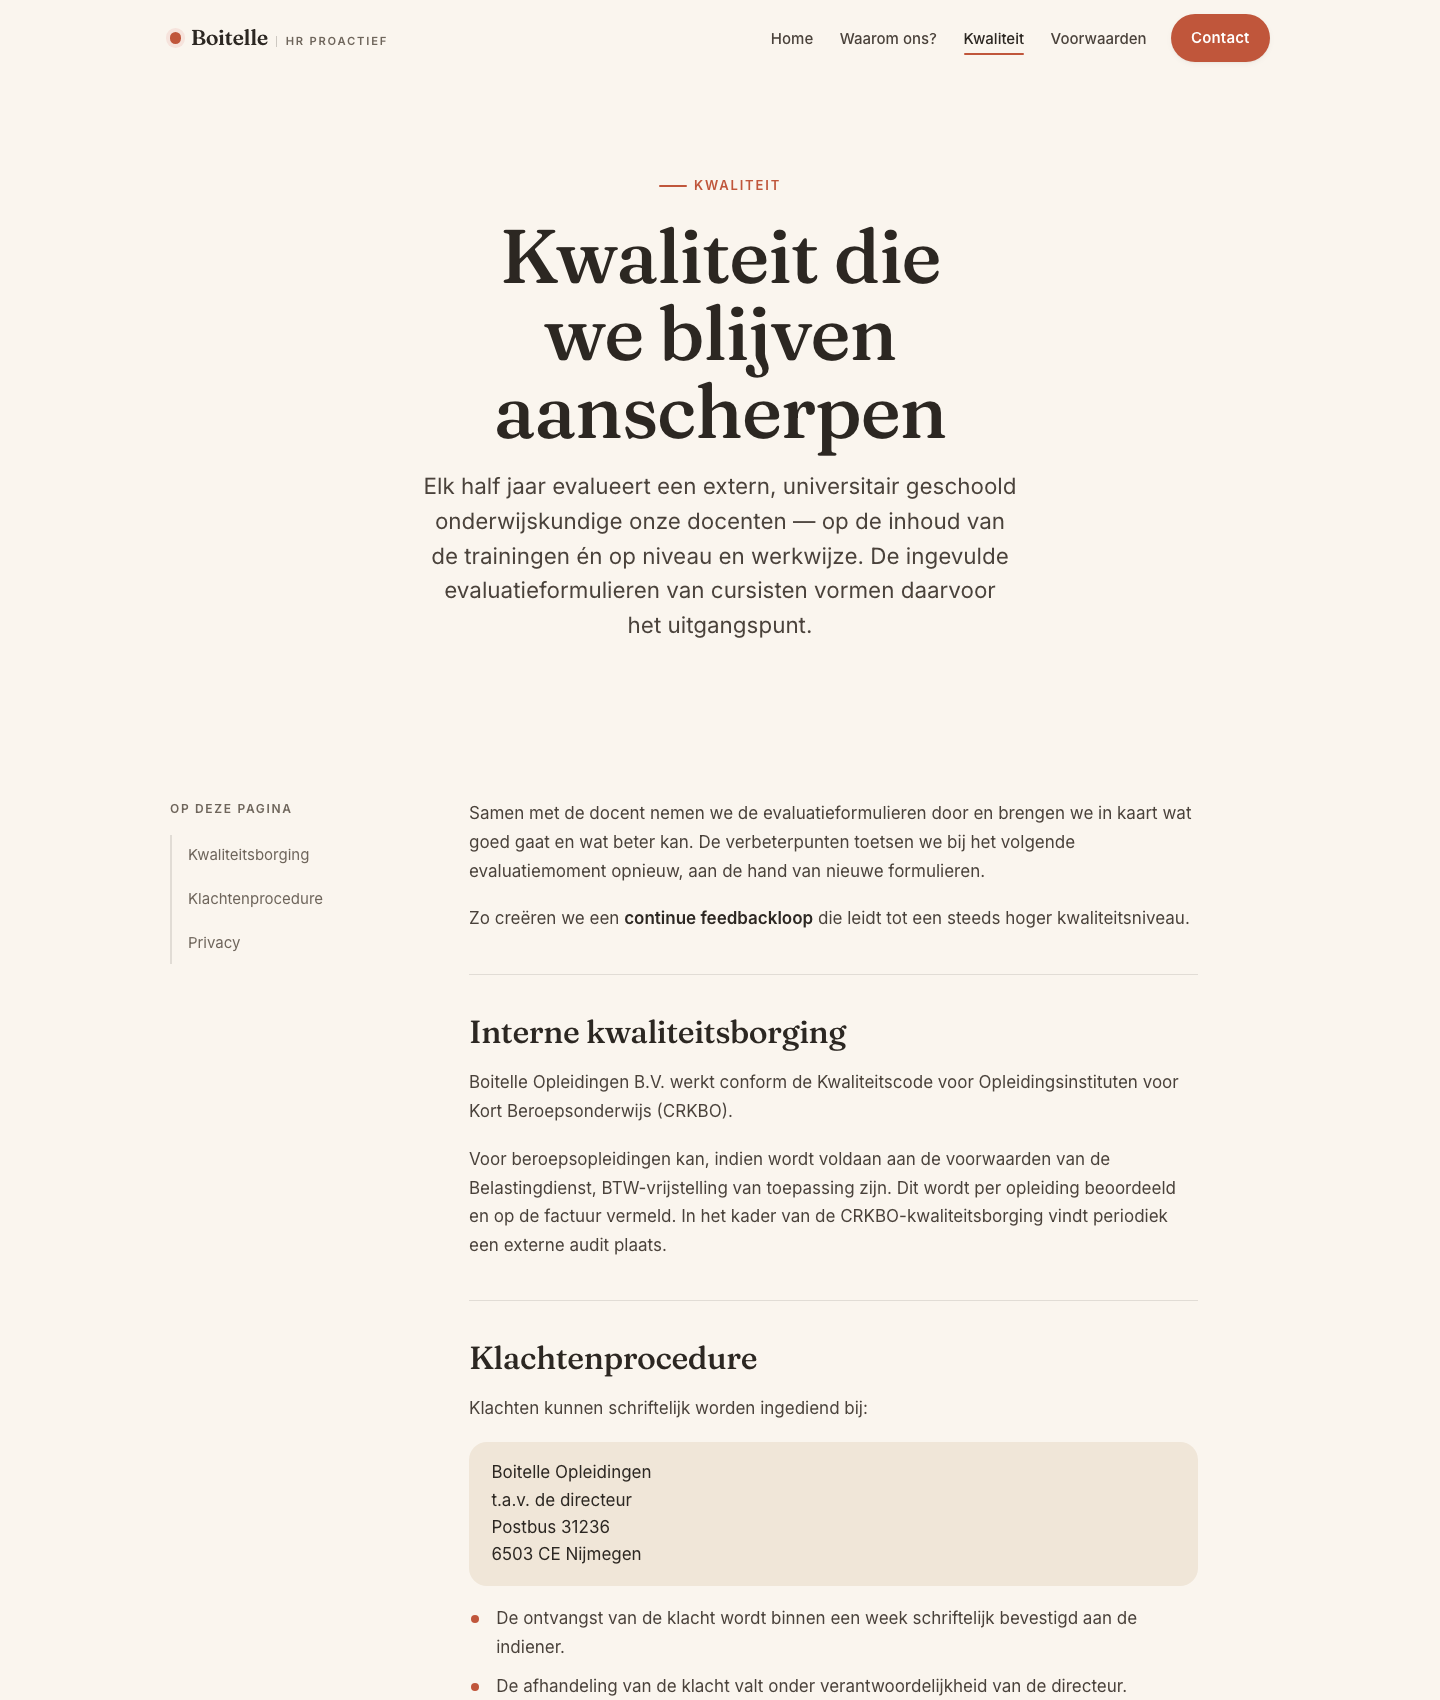 Boitelle | HR PROACTIEF
Home
Waarom ons?
Kwaliteit
Voorwaarden
Contact
KWALITEIT
Kwaliteit die
we blijven
aanscherpen
Elk half jaar evalueert een extern, universitair geschoold
onderwijskundige onze docenten — op de inhoud van
de trainingen én op niveau en werkwijze. De ingevulde
evaluatieformulieren van cursisten vormen daarvoor
het uitgangspunt.
OP DEZE PAGINA
Kwaliteitsborging
Klachtenprocedure
Privacy
Samen met de docent nemen we de evaluatieformulieren door en brengen we in kaart wat
goed gaat en wat beter kan. De verbeterpunten toetsen we bij het volgende
evaluatiemoment opnieuw, aan de hand van nieuwe formulieren.
Zo creëren we een continue feedbackloop die leidt tot een steeds hoger kwaliteitsniveau.
Interne kwaliteitsborging
Boitelle Opleidingen B.V. werkt conform de Kwaliteitscode voor Opleidingsinstituten voor
Kort Beroepsonderwijs (CRKBO).
Voor beroepsopleidingen kan, indien wordt voldaan aan de voorwaarden van de
Belastingdienst, BTW-vrijstelling van toepassing zijn. Dit wordt per opleiding beoordeeld
en op de factuur vermeld. In het kader van de CRKBO-kwaliteitsborging vindt periodiek
een externe audit plaats.
Klachtenprocedure
Klachten kunnen schriftelijk worden ingediend bij:
Boitelle Opleidingen
t.a.v. de directeur
Postbus 31236
6503 CE Nijmegen
De ontvangst van de klacht wordt binnen een week schriftelijk bevestigd aan de
indiener.
De afhandeling van de klacht valt onder verantwoordelijkheid van de directeur.